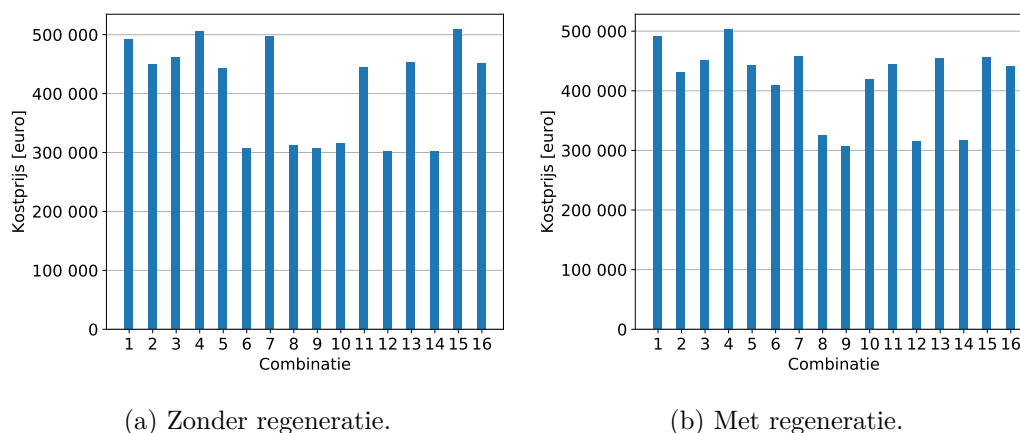 500 000
400 000
300 000
200 000
100 000
0
Kostprijs [euro]
1 2 3 4 5 6 7 8 9 10 11 12 13 14 15 16
Combinatie
(a) Zonder regeneratie.
500 000
400 000
300 000
200 000
100 000
0
Kostprijs [euro]
1 2 3 4 5 6 7 8 9 10 11 12 13 14 15 16
Combinatie
(b) Met regeneratie.